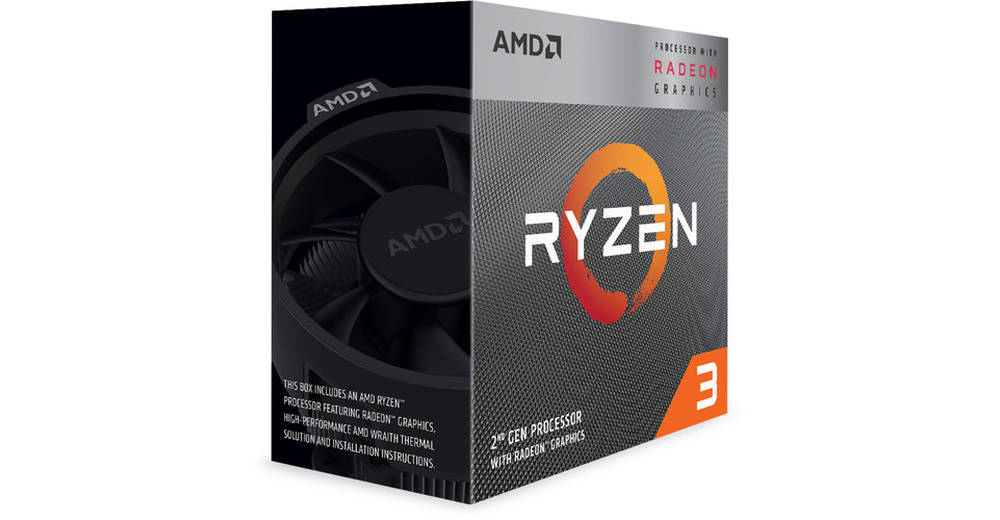 AMD
PROCESSOR WITH
RADEON
GRAPHICS
AMD
AMD
RYZEN
3
THIS BOX INCLUDES AN AMD RYZEN™
PROCESSOR FEATURING RADEON™ GRAPHICS,
HIGH-PERFORMANCE AMD WRAITH THERMAL
SOLUTION AND INSTALLATION INSTRUCTIONS.
2ND GEN PROCESSOR
WITH RADEON™ GRAPHICS